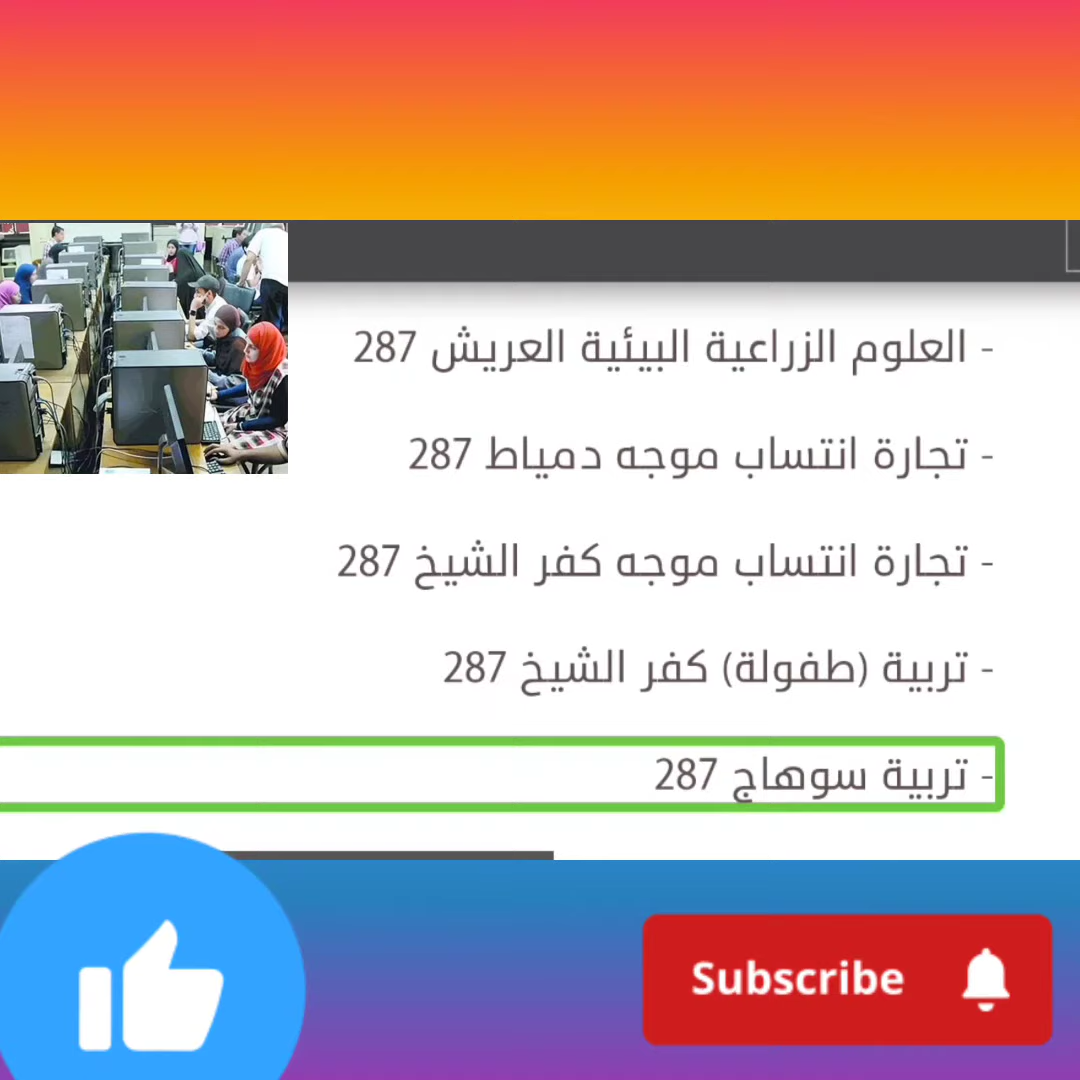 - العلوم الزراعية البيئية العريش 287
- تجارة انتساب موجه دمياط 287
- تجارة انتساب موجه كفر الشيخ 287
- تربية (طفولة) كفر الشيخ 287
- تربية سوهاج 287
Subscribe